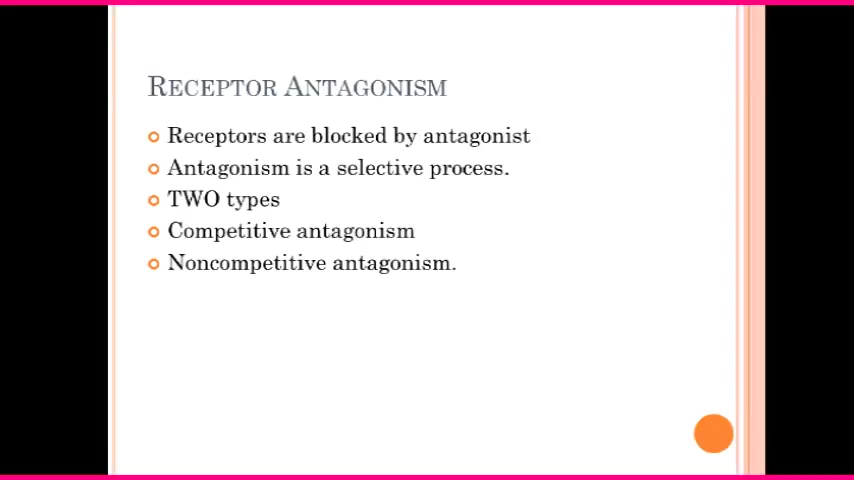 RECEPTOR ANTAGONISM
Receptors are blocked by antagonist
Antagonism is a selective process.
TWO types
Competitive antagonism
Noncompetitive antagonism.